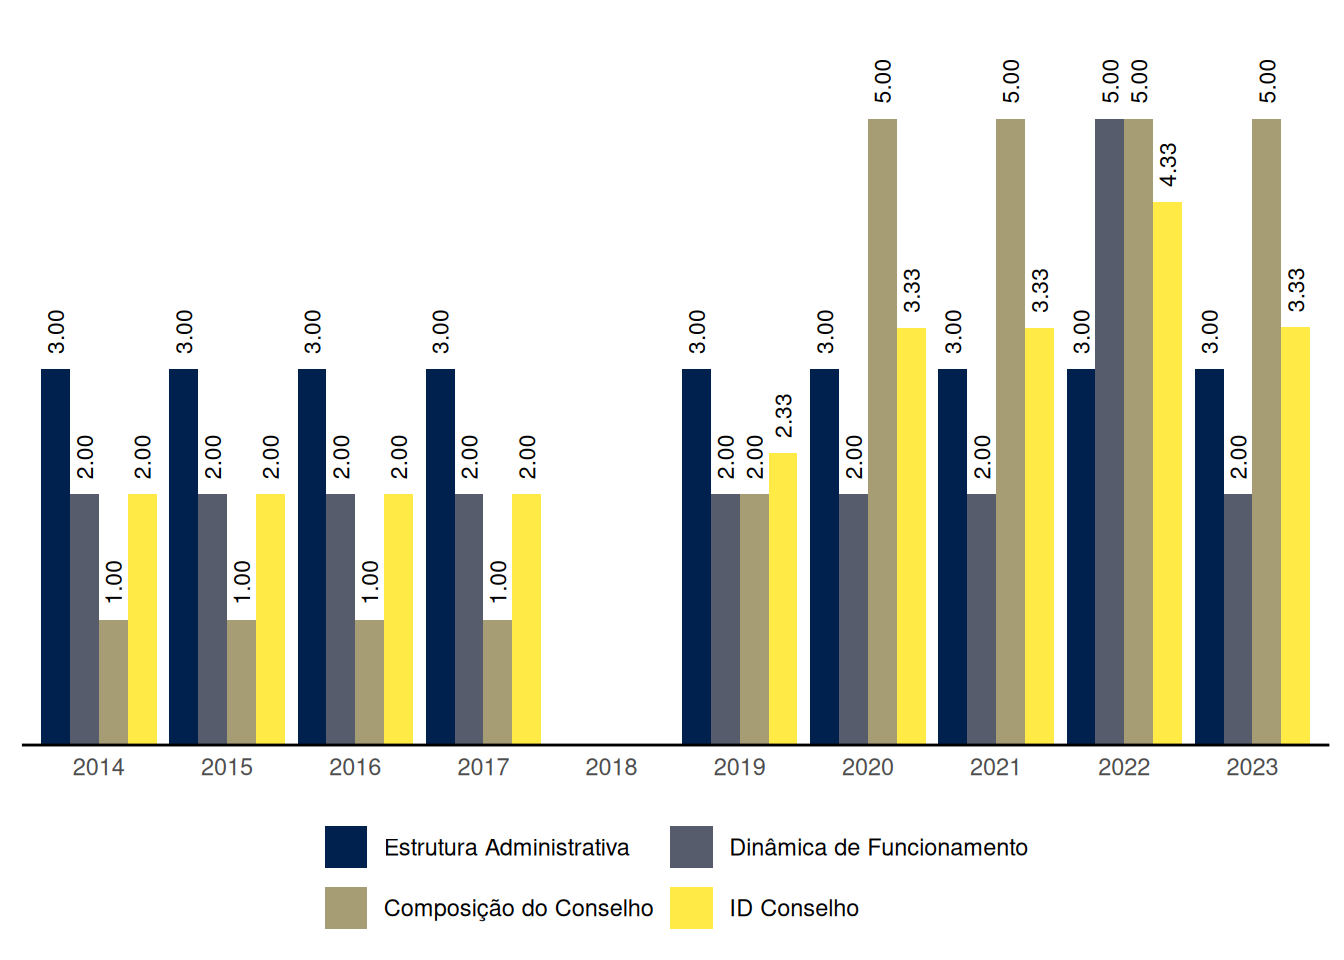 5.00 5.00 5.00 5.00 5.00
4.33
3.33 3.33 3.33
3.00 3.00 3.00 3.00 3.00 3.00 3.00 3.00 3.00
2.33
2.00 2.00 2.00 2.00 2.00 2.00 2.00 2.00 2.00 2.00 2.00 2.00 2.00
1.00 1.00 1.00 1.00
2014 2015 2016 2017 2018 2019 2020 2021 2022 2023
Estrutura Administrativa Dinâmica de Funcionamento
Composição do Conselho ID Conselho